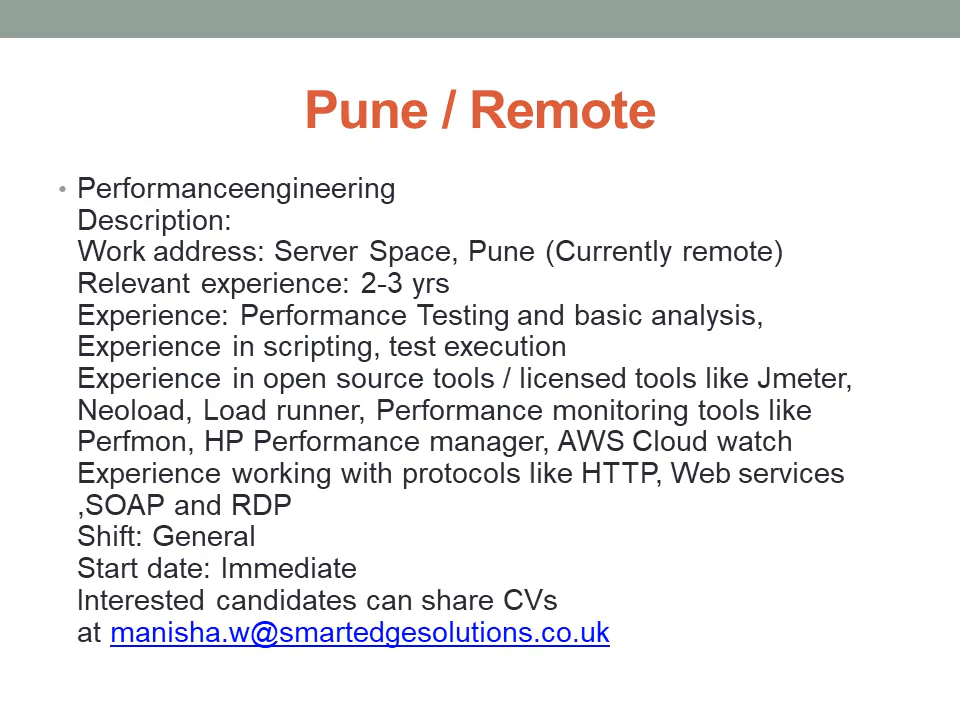 Pune / Remote
• Performanceengineering
Description:
Work address: Server Space, Pune (Currently remote)
Relevant experience: 2-3 yrs
Experience: Performance Testing and basic analysis,
Experience in scripting, test execution
Experience in open source tools / licensed tools like Jmeter,
Neoload, Load runner, Performance monitoring tools like
Perfmon, HP Performance manager, AWS Cloud watch
Experience working with protocols like HTTP, Web services
,SOAP and RDP
Shift: General
Start date: Immediate
Interested candidates can share CVs
at manisha.w@smartedgesolutions.co.uk